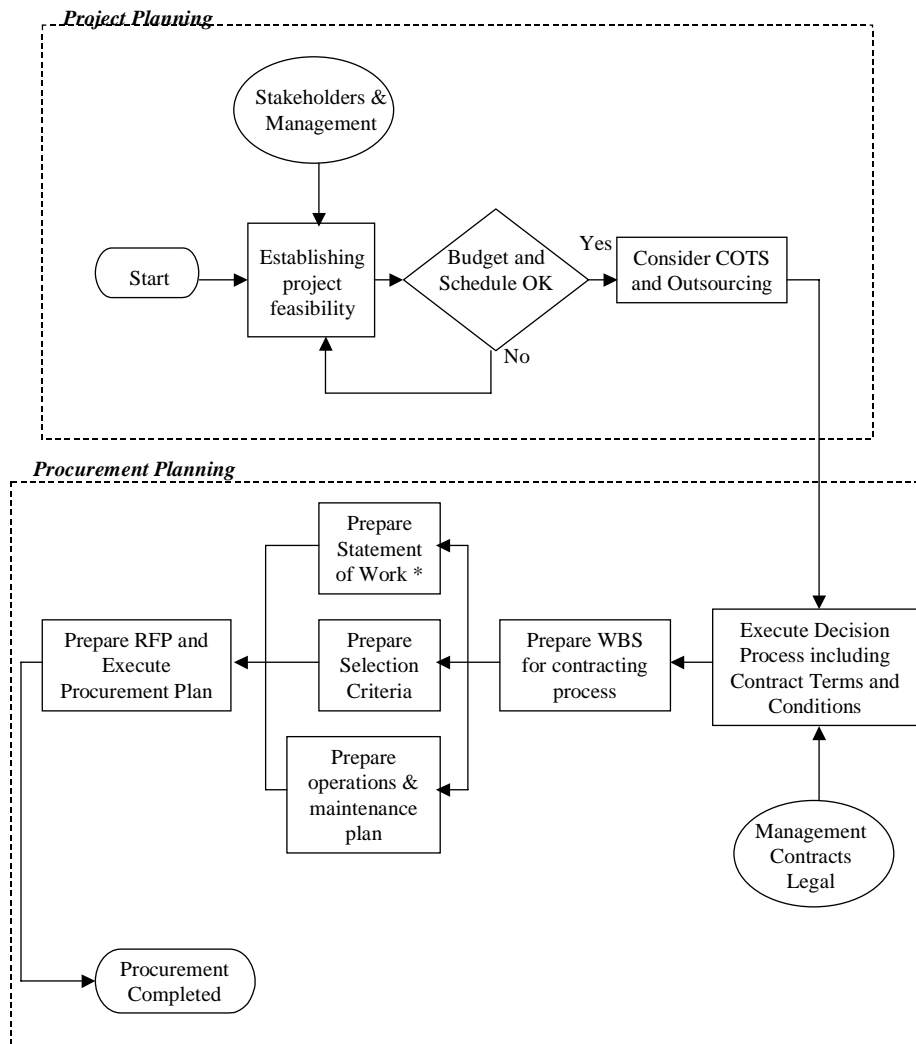 Project Planning
Stakeholders &
Management
Start
Establishing
project
feasibility
Budget and
Schedule OK
Yes
No
Consider COTS
and Outsourcing
Procurement Planning
Prepare
Statement
of Work *
Prepare RFP and
Execute
Procurement Plan
Prepare
Selection
Criteria
Prepare WBS
for contracting
process
Execute Decision
Process including
Contract Terms and
Conditions
Prepare
operations &
maintenance
plan
Management
Contracts
Legal
Procurement
Completed